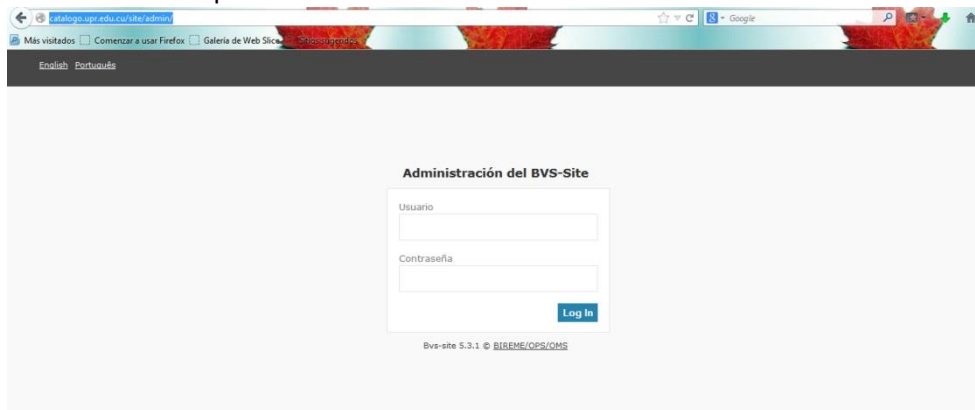 catalogo.upr.edu.cu/site/admin/
Google
Más visitados Comenzar a usar Firefox Galería de Web Slice Sitios sugeridos
English Português
Administración del BVS-Site
Usuario
Contraseña
Log In
Bvs-site 5.3.1 © BIREME/OPS/OMS